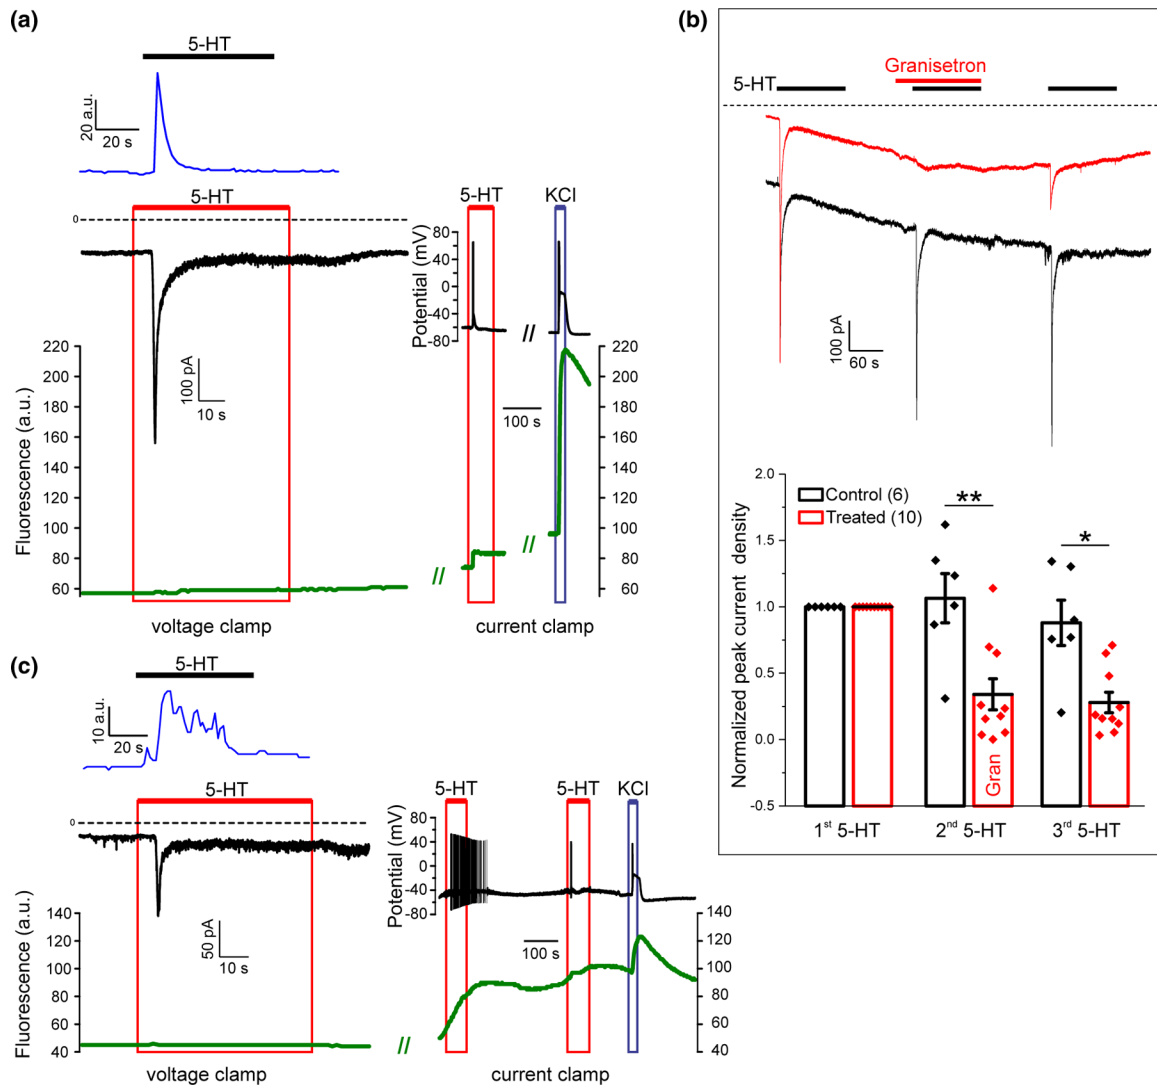 (a)
5-HT
20 a.u.
20 s
5-HT
0
100 pA
10 s
Fluorescence (a.u.)
220
200
180
160
140
120
100
80
60
//
voltage clamp
5-HT
KCl
Potential (mV)
80
40
0
-40
-80
//
100 s
//
220
200
180
160
140
120
100
80
60
current clamp
(b)
Granisetron
5-HT
100 pA
60 s
Normalized peak current density
2.0
1.5
1.0
0.5
0.0
-0.5
Control (6)
Treated (10)
**
*
Gran
1st 5-HT
2nd 5-HT
3rd 5-HT
(c)
5-HT
10 a.u.
20 s
5-HT
0
50 pA
10 s
Fluorescence (a.u.)
140
120
100
80
60
40
//
voltage clamp
5-HT
5-HT
KCl
Potential (mV)
80
40
0
-40
-80
100 s
140
120
100
80
60
40
current clamp